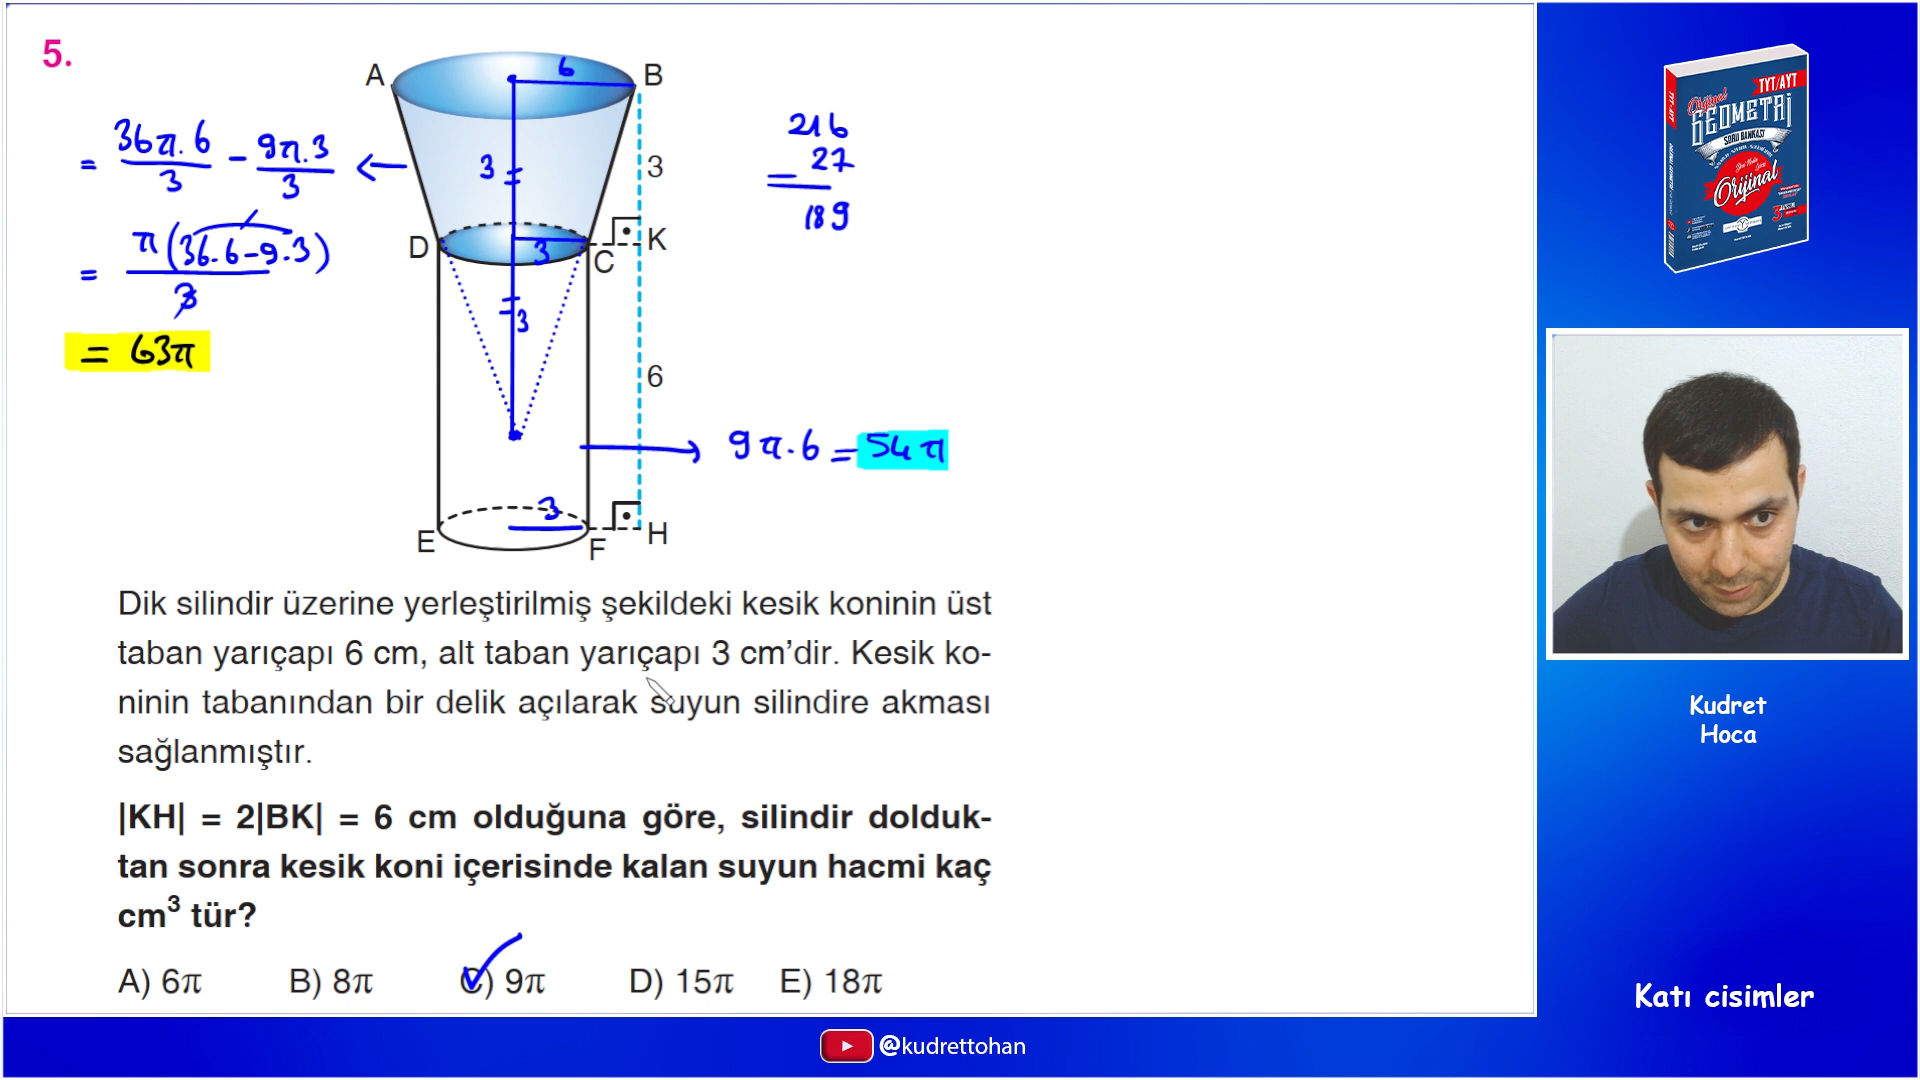 5.
A
B
6
3
3
D
K
3
C
3
6
E
3
F
H
= 36π.6/3 - 9π.3/3 ←
= π(36.6-9.3)/3
= 63π
216
- 27
189
9π.6 = 54π
Dik silindir üzerine yerleştirilmiş şekildeki kesik koninin üst
taban yarıçapı 6 cm, alt taban yarıçapı 3 cm'dir. Kesik ko-
ninin tabanından bir delik açılarak suyun silindire akması
sağlanmıştır.
|KH| = 2|BK| = 6 cm olduğuna göre, silindir dolduk-
tan sonra kesik koni içerisinde kalan suyun hacmi kaç
cm³ tür?
A) 6π B) 8π C) 9π D) 15π E) 18π
TYT/AYT
Orijinal
GEOMETRİ
SORU BANKASI
Orijinal
Kudret
Hoca
Katı cisimler
@kudrettohan